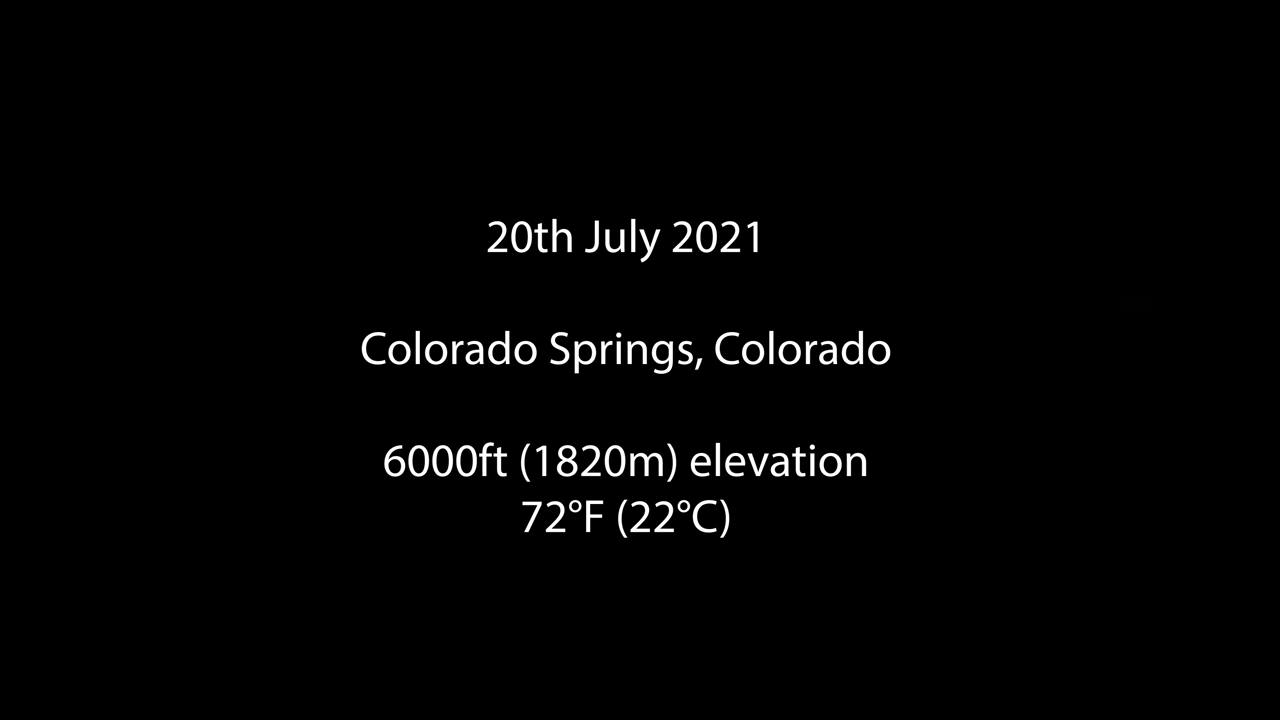 20th July 2021
Colorado Springs, Colorado
6000ft (1820m) elevation
72°F (22°C)